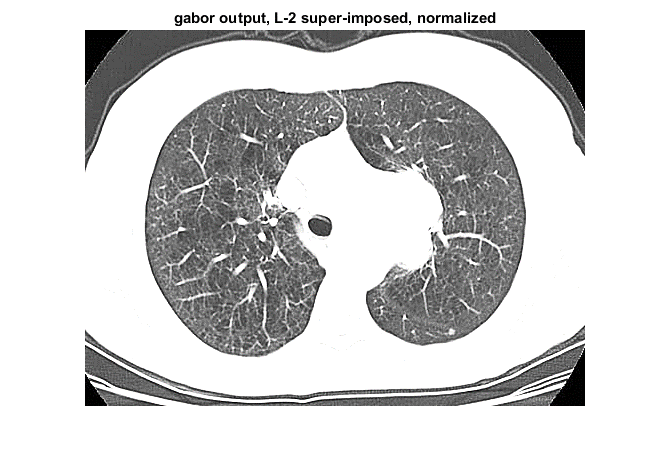 gabor output, L-2 super-imposed, normalized